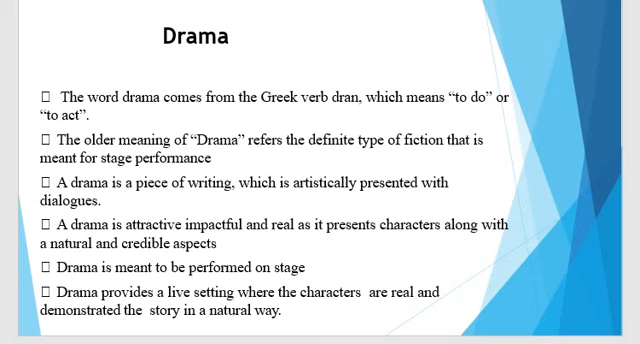 Drama
☐ The word drama comes from the Greek verb dran, which means “to do” or
“to act”.
☐ The older meaning of “Drama” refers the definite type of fiction that is
meant for stage performance
☐ A drama is a piece of writing, which is artistically presented with
dialogues.
☐ A drama is attractive impactful and real as it presents characters along with
a natural and credible aspects
☐ Drama is meant to be performed on stage
☐ Drama provides a live setting where the characters are real and
demonstrated the story in a natural way.